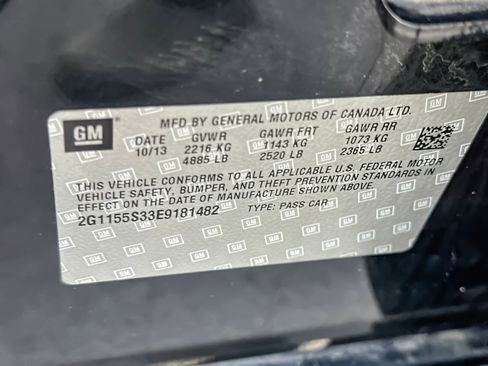 GM
MFD BY GENERAL MOTORS OF CANADA LTD.
DATE GVWR GAWR FRT GAWR RR
10/13 2216 KG 1143 KG 1073 KG
4885 LB 2520 LB 2365 LB
THIS VEHICLE CONFORMS TO ALL APPLICABLE U.S. FEDERAL MOTOR
VEHICLE SAFETY, BUMPER, AND THEFT PREVENTION STANDARDS IN
EFFECT ON THE DATE OF MANUFACTURE SHOWN ABOVE.
2G1155S33E9181482 TYPE: PASS CAR